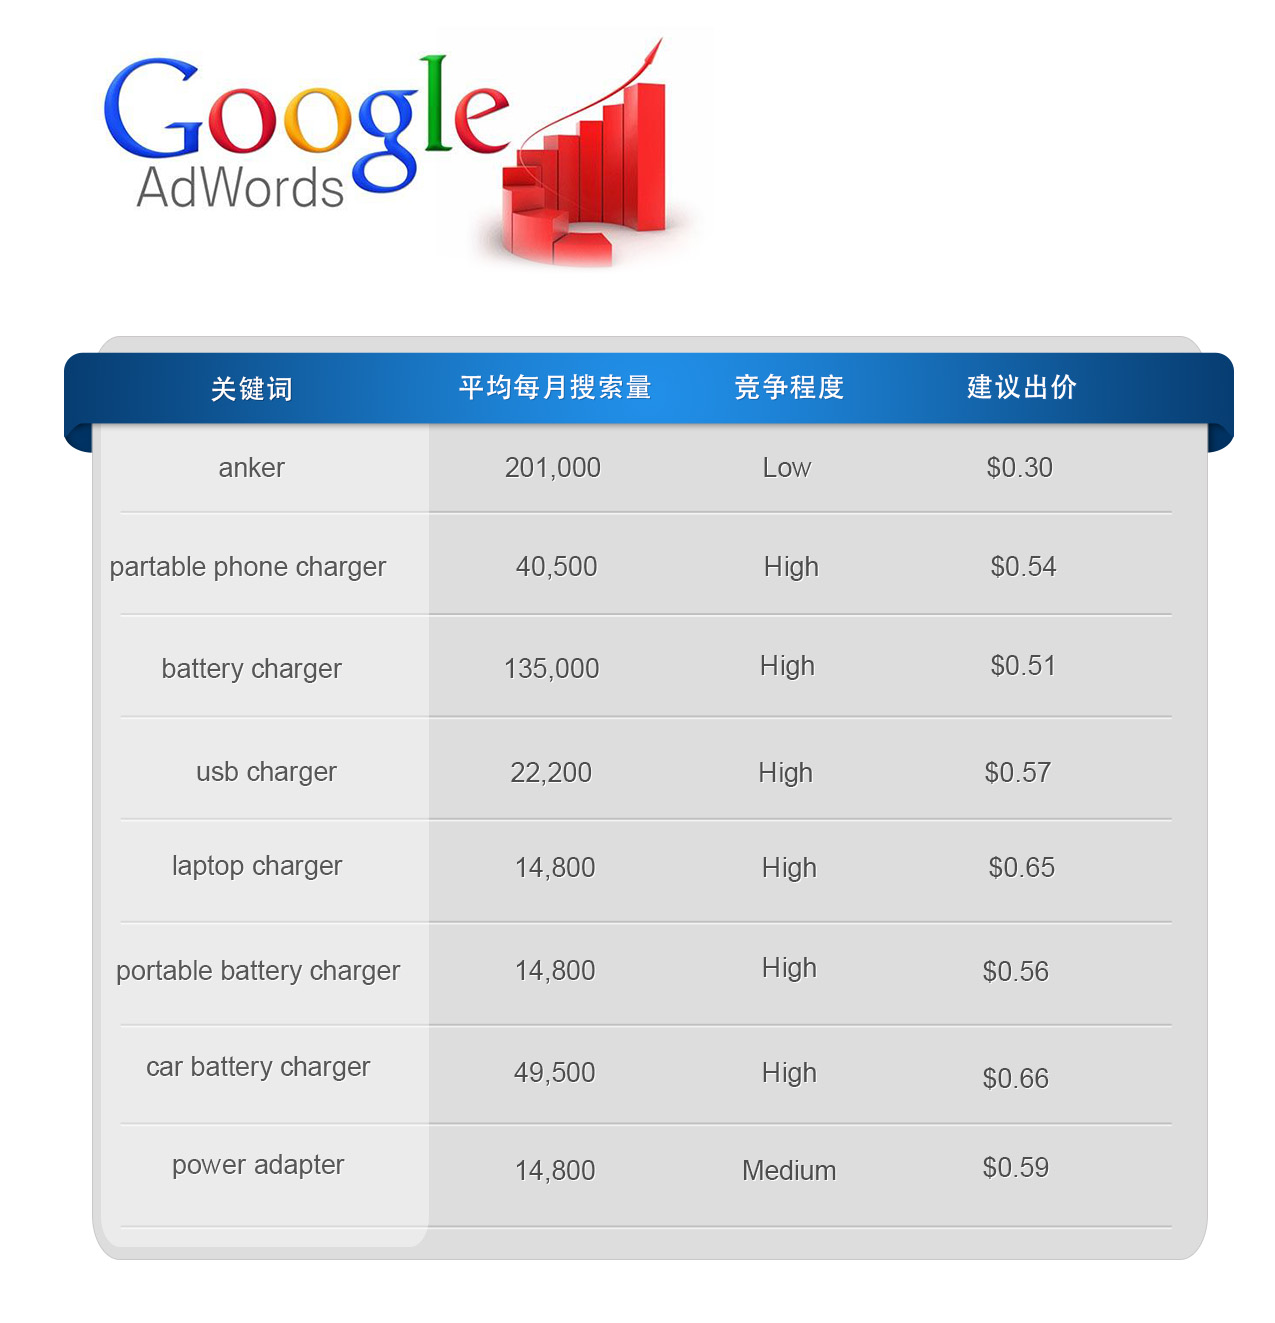 Google
AdWords
关键词 平均每月搜索量 竞争程度 建议出价
anker 201,000 Low $0.30
partable phone charger 40,500 High $0.54
battery charger 135,000 High $0.51
usb charger 22,200 High $0.57
laptop charger 14,800 High $0.65
portable battery charger 14,800 High $0.56
car battery charger 49,500 High $0.66
power adapter 14,800 Medium $0.59